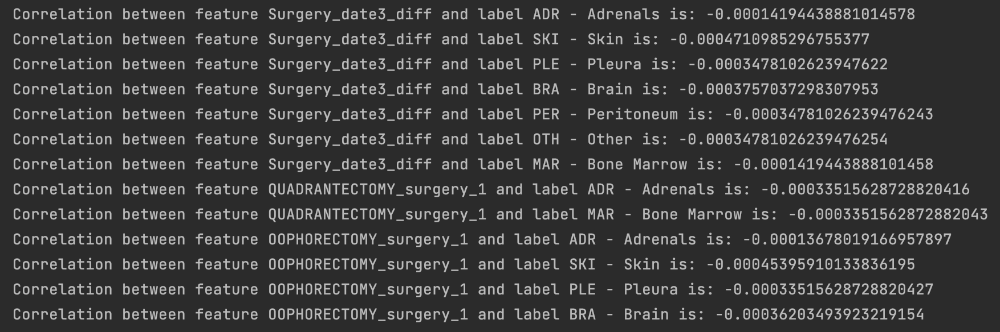 Correlation between feature Surgery_date3_diff and label ADR - Adrenals is: -0.00014194438881014578
Correlation between feature Surgery_date3_diff and label SKI - Skin is: -0.0004710985296755377
Correlation between feature Surgery_date3_diff and label PLE - Pleura is: -0.0003478102623947622
Correlation between feature Surgery_date3_diff and label BRA - Brain is: -0.00037570372983​07953
Correlation between feature Surgery_date3_diff and label PER - Peritoneum is: -0.00034781026239476243
Correlation between feature Surgery_date3_diff and label OTH - Other is: -0.00034781026239476254
Correlation between feature Surgery_date3_diff and label MAR - Bone Marrow is: -0.0001419443888101458
Correlation between feature QUADRANTECTOMY_surgery_1 and label ADR - Adrenals is: -0.00033515628728820416
Correlation between feature QUADRANTECTOMY_surgery_1 and label MAR - Bone Marrow is: -0.0003351562872882043
Correlation between feature OOPHORECTOMY_surgery_1 and label ADR - Adrenals is: -0.00013678019166957897
Correlation between feature OOPHORECTOMY_surgery_1 and label SKI - Skin is: -0.00045395910133836195
Correlation between feature OOPHORECTOMY_surgery_1 and label PLE - Pleura is: -0.00033515628728820427
Correlation between feature OOPHORECTOMY_surgery_1 and label BRA - Brain is: -0.00036203493923219154